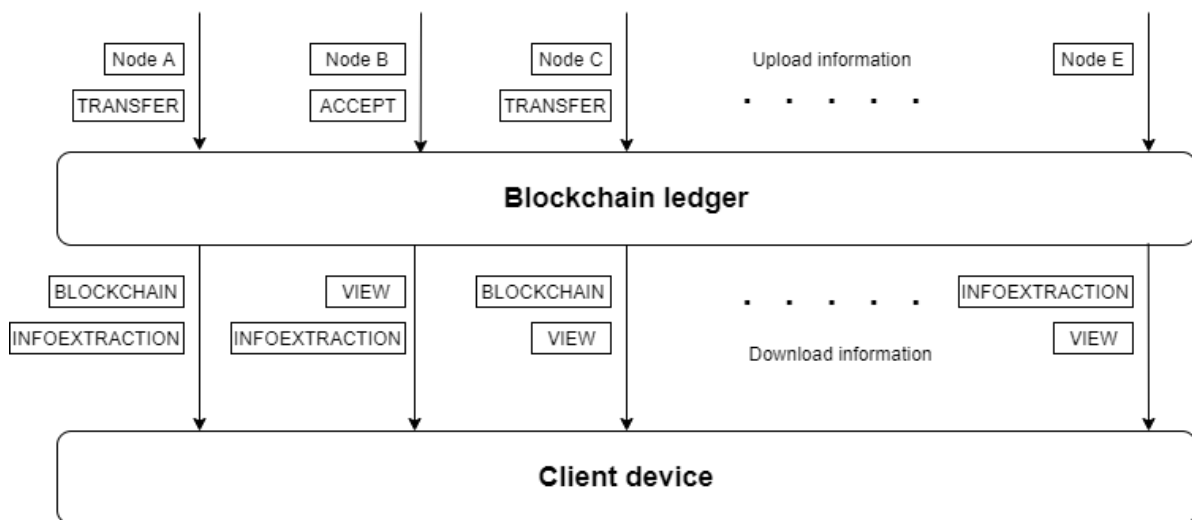 Node A
Node B
Node C
Upload information
Node E
TRANSFER
ACCEPT
TRANSFER
Blockchain ledger
BLOCKCHAIN
VIEW
BLOCKCHAIN
INFOEXTRACTION
INFOEXTRACTION
INFOEXTRACTION
VIEW
Download information
VIEW
Client device